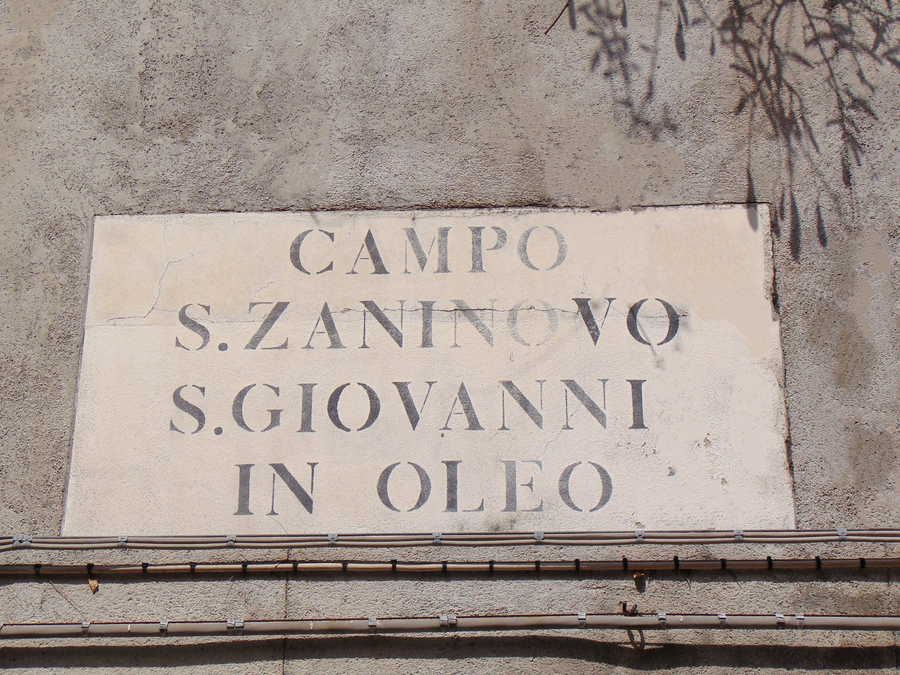 CAMPO
S. ZANINOVO
S. GIOVANNI
IN OLEO